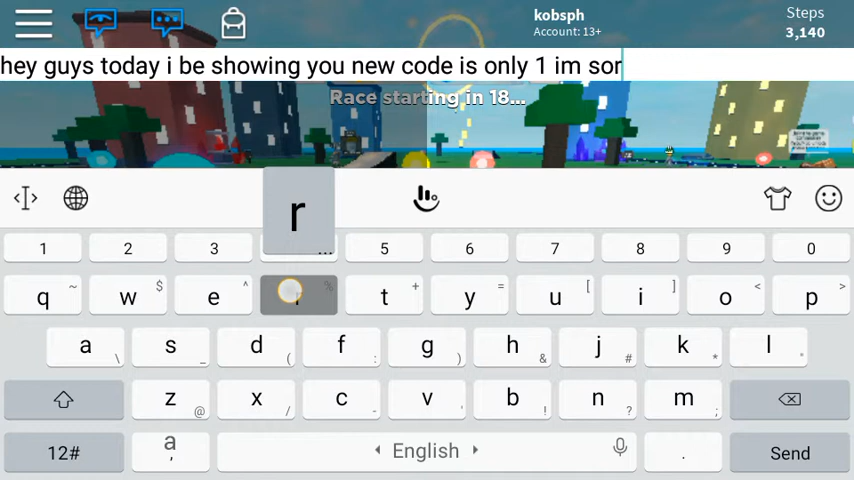 kobsph
Account: 13+
Steps
3,140
hey guys today i be showing you new code is only 1 im sor
Race starting in 18...
r
1 2 3 ... 5 6 7 8 9 0
q ~ w $ e ^ % t + y = u [ i ] o < p >
a \ s _ d ( f : g ) h & j # k * l "
z @ x / c - v ' b ! n ? m ;
12# a , English . Send